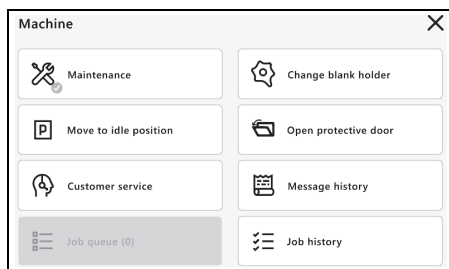 Machine
Maintenance
Change blank holder
P
Move to idle position
Open protective door
Customer service
Message history
Job queue (0)
Job history